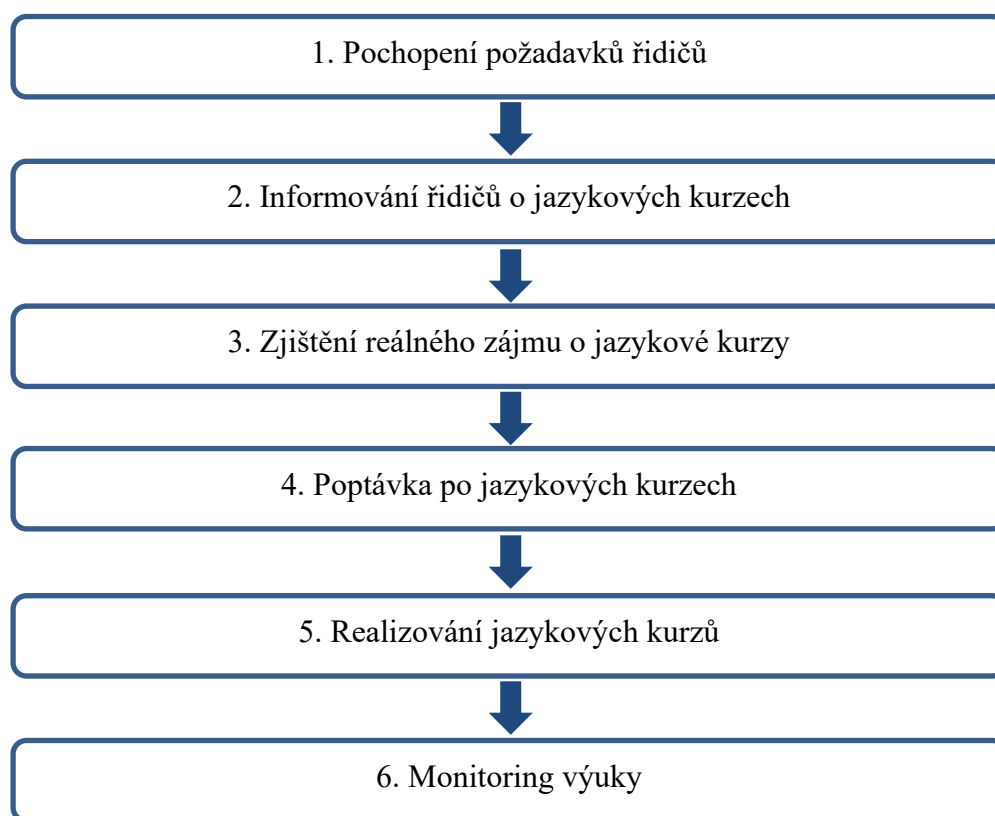 1. Pochopení požadavků řidičů
2. Informování řidičů o jazykových kurzech
3. Zjištění reálného zájmu o jazykové kurzy
4. Poptávka po jazykových kurzech
5. Realizování jazykových kurzů
6. Monitoring výuky